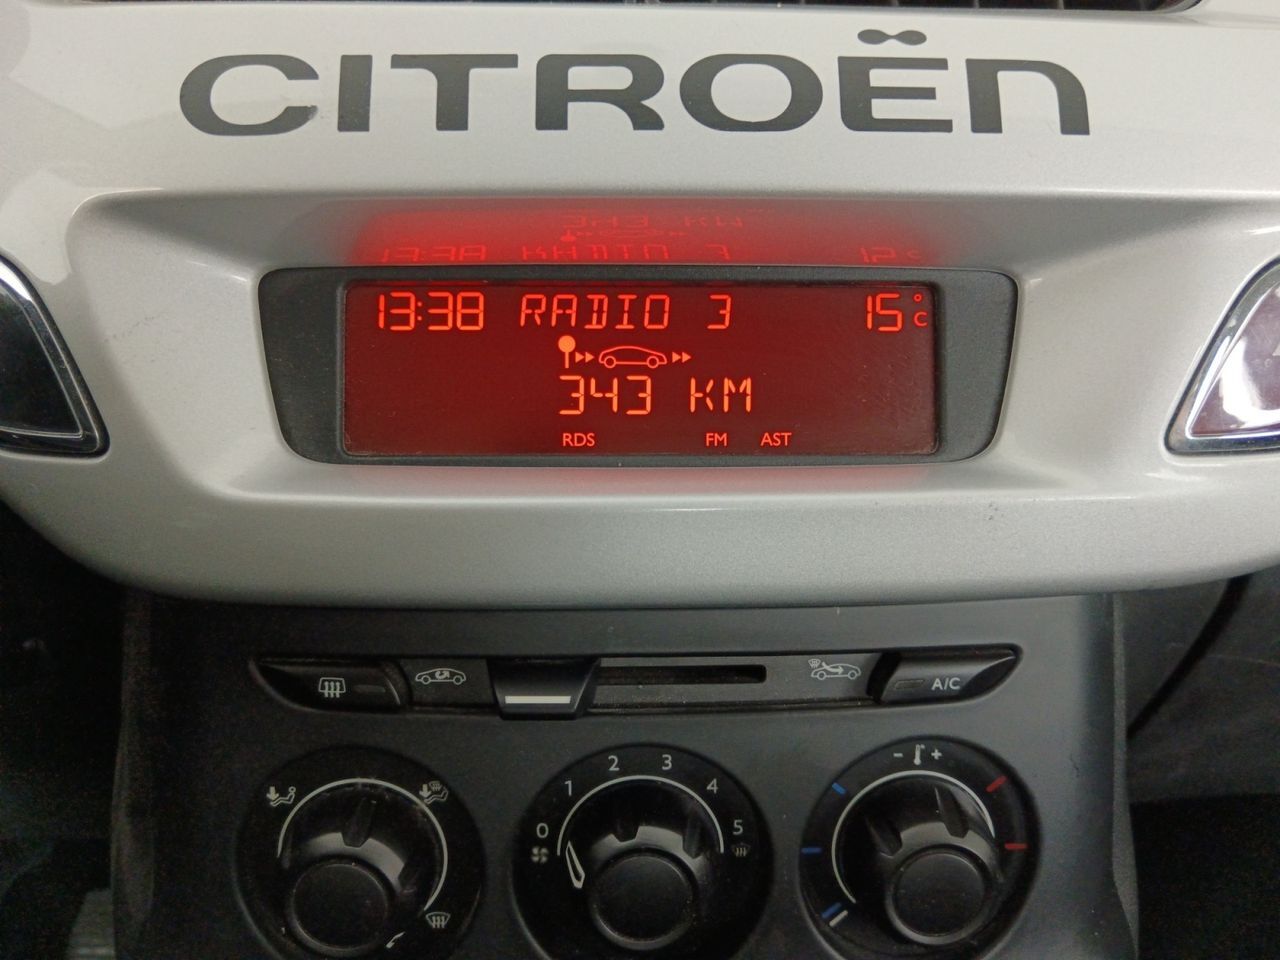 CITROËN
13:38 RADIO 3 15°C
343 KM
RDS FM AST
A/C
0 1 2 3 4 5
- +